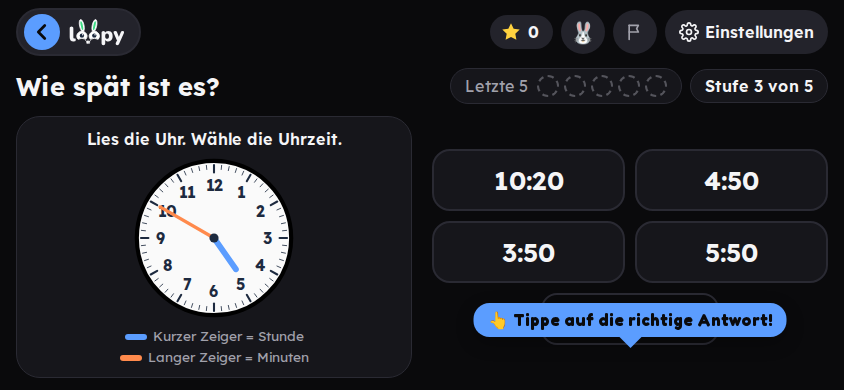 loopy
0
Einstellungen
Wie spät ist es?
Letzte 5
Stufe 3 von 5
Lies die Uhr. Wähle die Uhrzeit.
12
1
2
3
4
5
6
7
8
9
10
11
Kurzer Zeiger = Stunde
Langer Zeiger = Minuten
10:20
4:50
3:50
5:50
👆 Tippe auf die richtige Antwort!